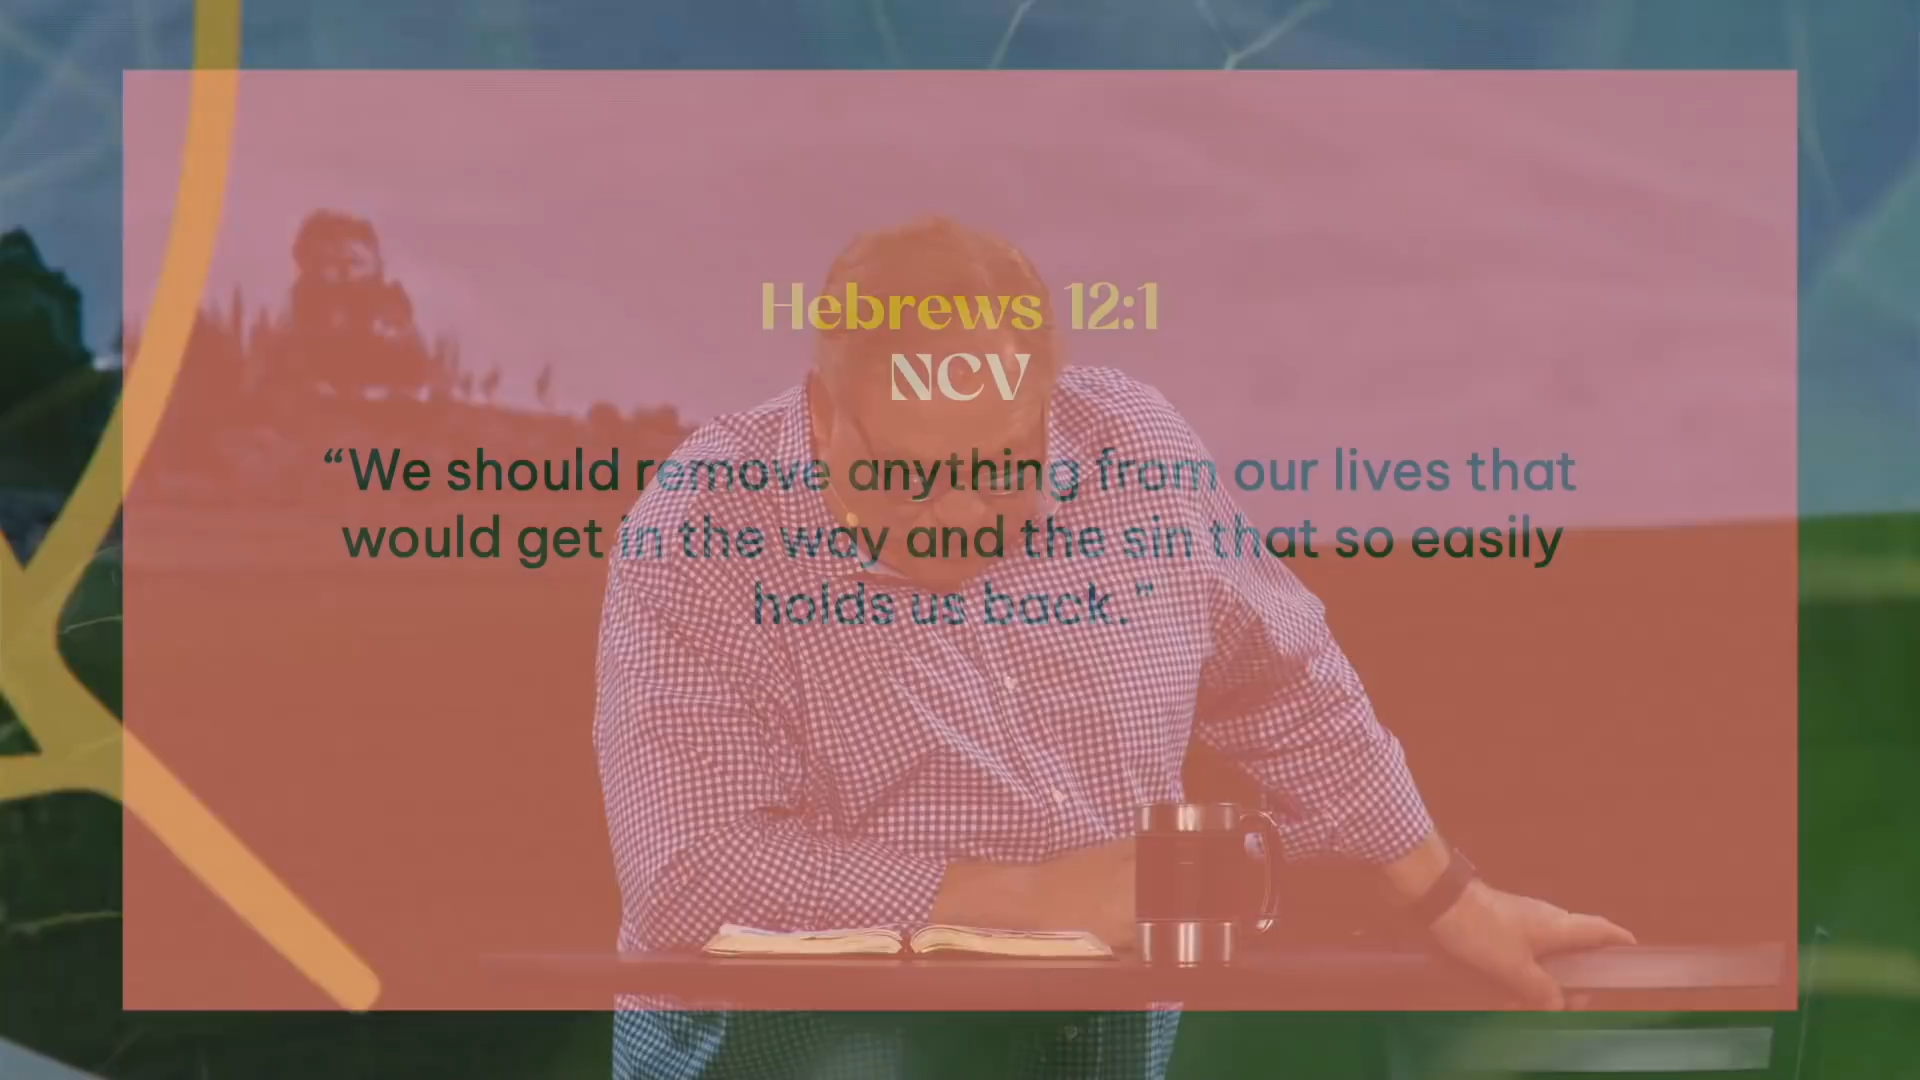 Hebrews 12:1
NCV
“We should remove anything from our lives that
would get in the way and the sin that so easily
holds us back.”